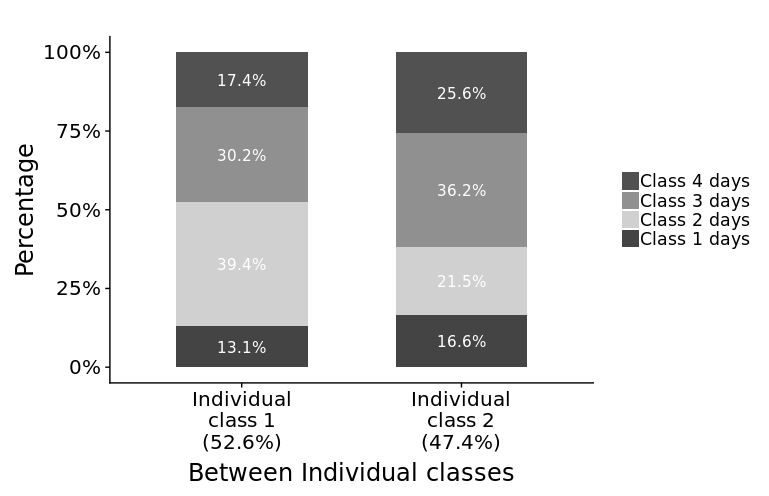 100%
75%
50%
25%
0%
Percentage
17.4%
30.2%
39.4%
13.1%
25.6%
36.2%
21.5%
16.6%
Individual
class 1
(52.6%)
Individual
class 2
(47.4%)
Between Individual classes
Class 4 days
Class 3 days
Class 2 days
Class 1 days